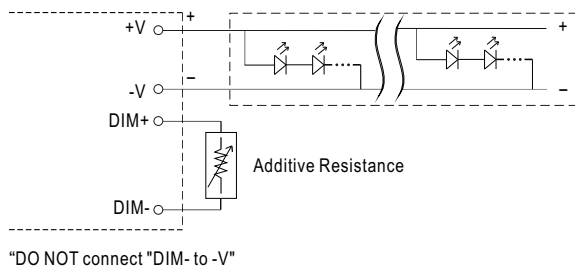 +
+V
+
−
-V
−
DIM+
Additive Resistance
DIM-
“DO NOT connect "DIM- to -V"